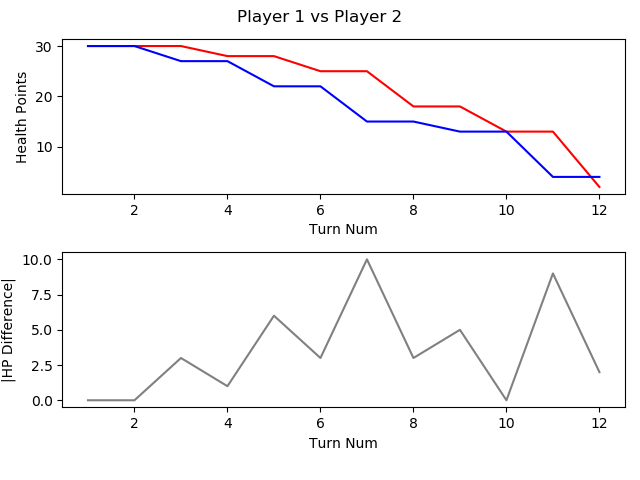 Player 1 vs Player 2
30
20
10
Health Points
2 4 6 8 10 12
Turn Num
10.0
7.5
5.0
2.5
0.0
|HP Difference|
2 4 6 8 10 12
Turn Num